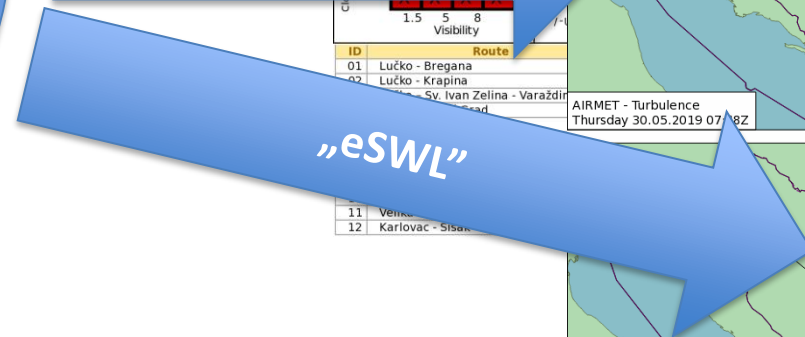 1.5 5 8
Visibility
ID Route
01 Lučko - Bregana
02 Lučko - Krapina
- Sv. Ivan Zelina - Varaždin
AIRMET - Turbulence
Thursday 30.05.2019
„eSWL”
11
12 Karlovac - Sisak